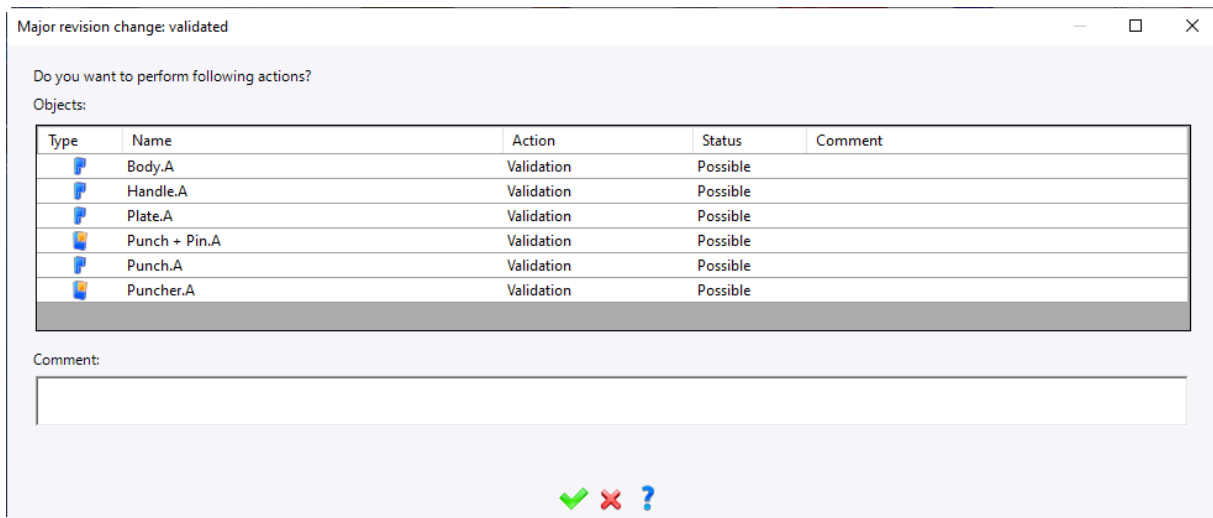 Major revision change: validated
Do you want to perform following actions?
Objects:
Type Name Action Status Comment
Body.A Validation Possible
Handle.A Validation Possible
Plate.A Validation Possible
Punch + Pin.A Validation Possible
Punch.A Validation Possible
Puncher.A Validation Possible
Comment: